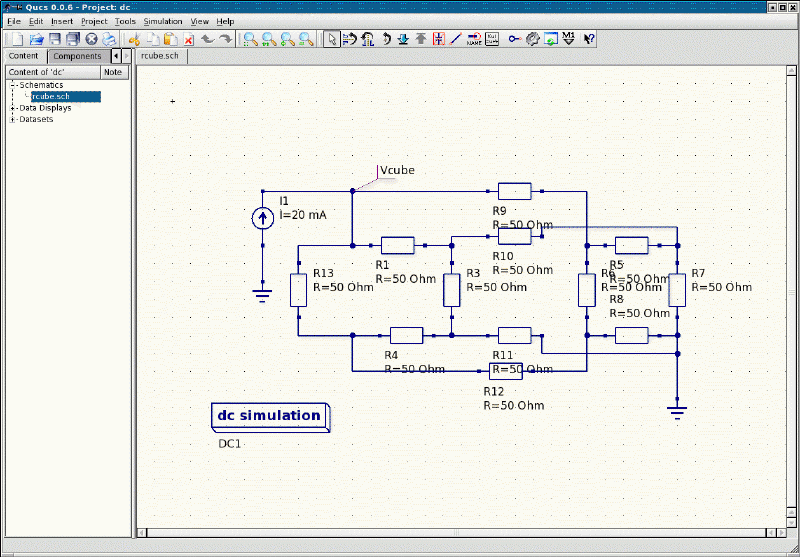 Qucs 0.0.6 - Project: dc
File Edit Insert Project Tools Simulation View Help
NAME
Content Components
rcube.sch
Content of 'dc' Note
Schematics
rcube.sch
Data Displays
Datasets
Vcube
I1
I=20 mA
R9
R=50 Ohm
R10
R=50 Ohm
R1
R=50 Ohm
R13
R=50 Ohm
R3
R=50 Ohm
R5
R=50 Ohm
R6
R=50 Ohm
R7
R=50 Ohm
R8
R=50 Ohm
R4
R=50 Ohm
R11
R=50 Ohm
R12
R=50 Ohm
dc simulation
DC1